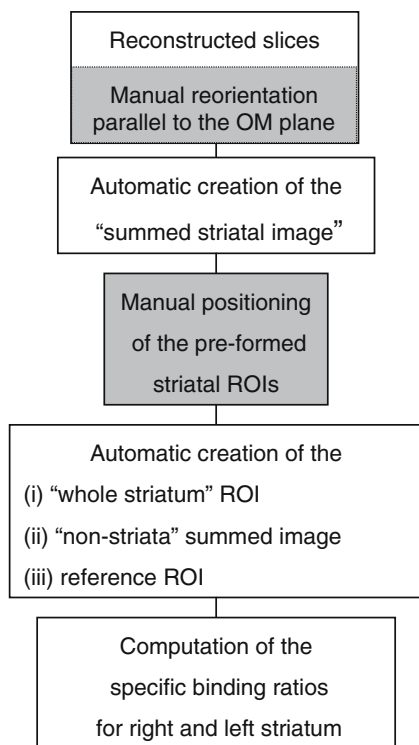 Reconstructed slices
Manual reorientation
parallel to the OM plane
Automatic creation of the
“summed striatal image”
Manual positioning
of the pre-formed
striatal ROIs
Automatic creation of the
(i) “whole striatum” ROI
(ii) “non-striata” summed image
(iii) reference ROI
Computation of the
specific binding ratios
for right and left striatum